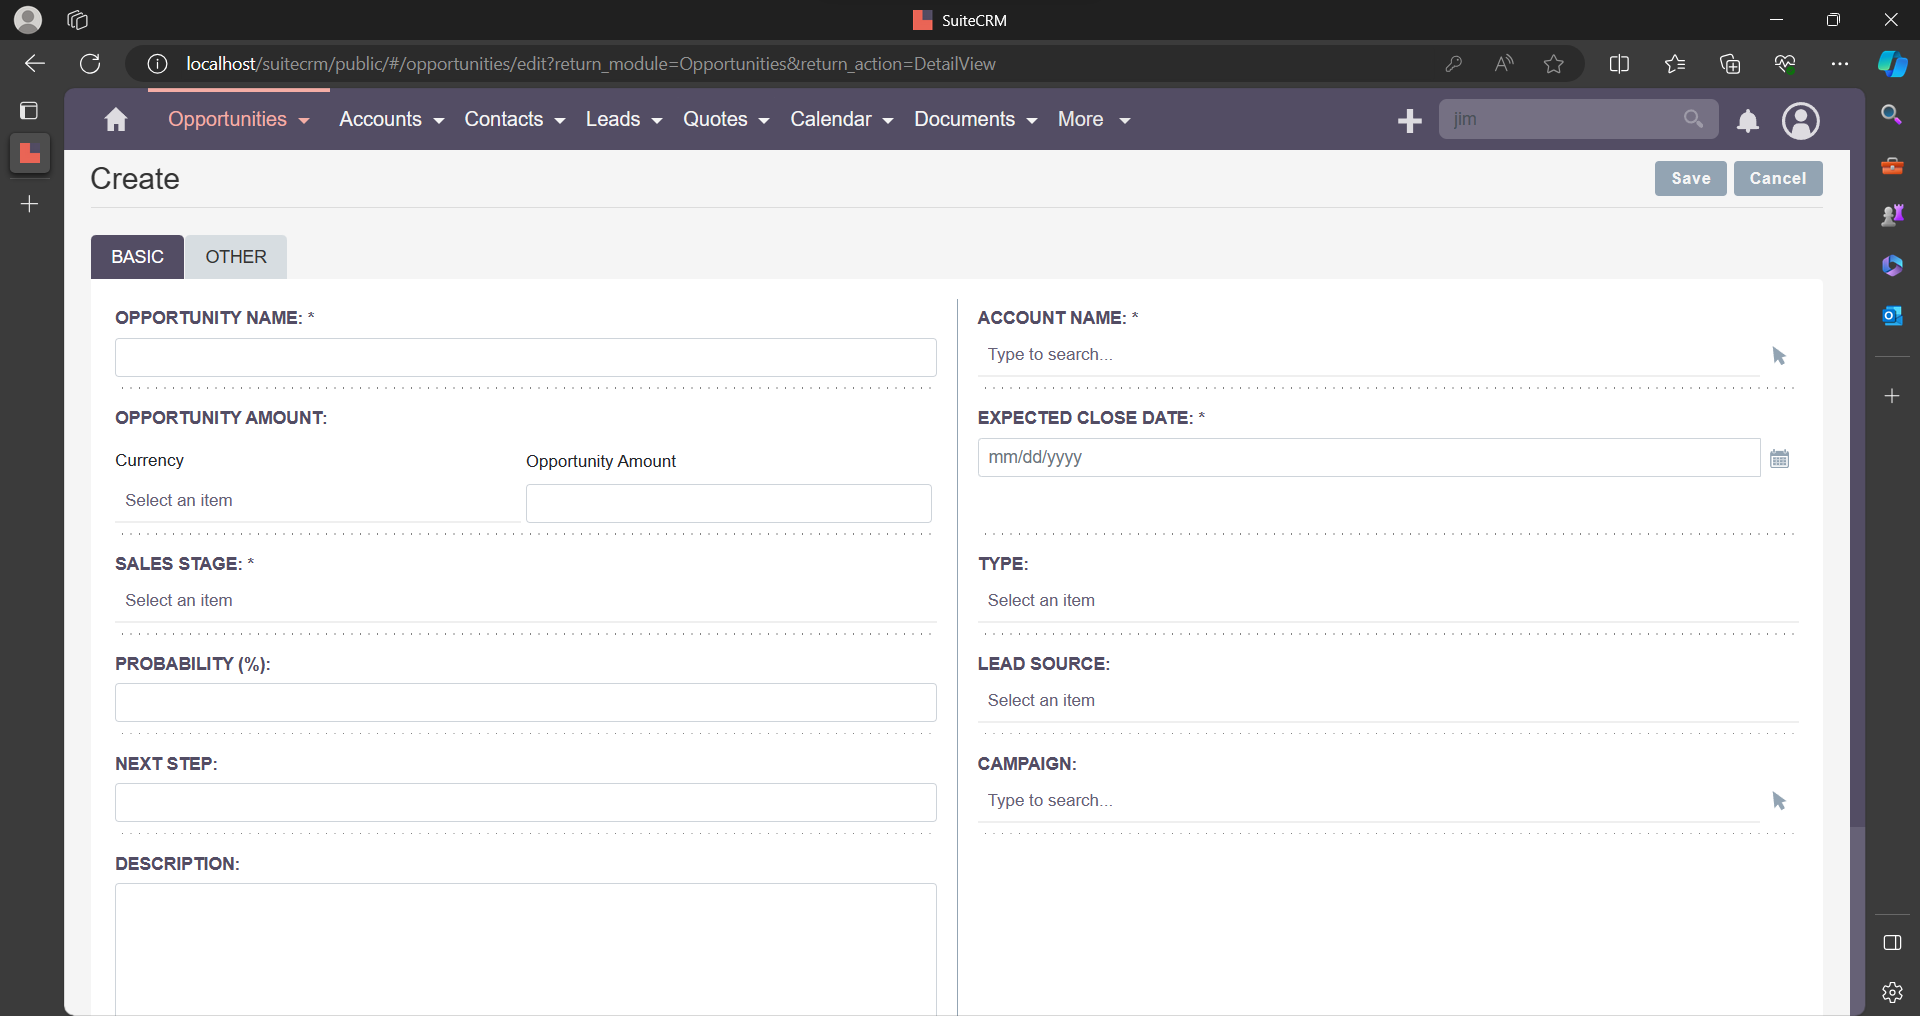 SuiteCRM
localhost/suitecrm/public/#/opportunities/edit?return_module=Opportunities&return_action=DetailView
Opportunities Accounts Contacts Leads Quotes Calendar Documents More jim
Create Save Cancel
BASIC OTHER
OPPORTUNITY NAME: *
ACCOUNT NAME: *
Type to search...
OPPORTUNITY AMOUNT:
EXPECTED CLOSE DATE: *
Currency Opportunity Amount
mm/dd/yyyy
Select an item
SALES STAGE: *
TYPE:
Select an item
Select an item
PROBABILITY (%):
LEAD SOURCE:
Select an item
NEXT STEP:
CAMPAIGN:
Type to search...
DESCRIPTION: